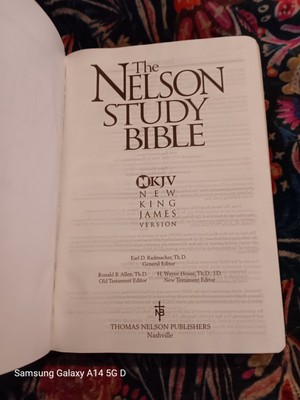 The
NELSON
STUDY
BIBLE
NKJV
NEW
KING
JAMES
VERSION
Earl D. Radmacher, Th.D.
General Editor
Ronald B. Allen, Th.D. H. Wayne House, Th.D., J.D.
Old Testament Editor New Testament Editor
NB
THOMAS NELSON PUBLISHERS
Nashville
Samsung Galaxy A14 5G D